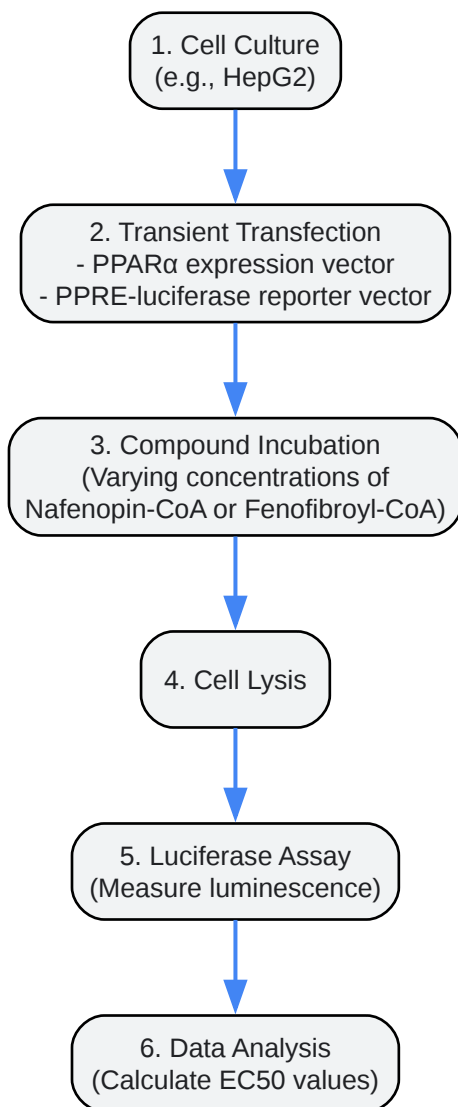 1. Cell Culture
(e.g., HepG2)
2. Transient Transfection
- PPARα expression vector
- PPRE-luciferase reporter vector
3. Compound Incubation
(Varying concentrations of
Nafenopin-CoA or Fenofibroyl-CoA)
4. Cell Lysis
5. Luciferase Assay
(Measure luminescence)
6. Data Analysis
(Calculate EC50 values)